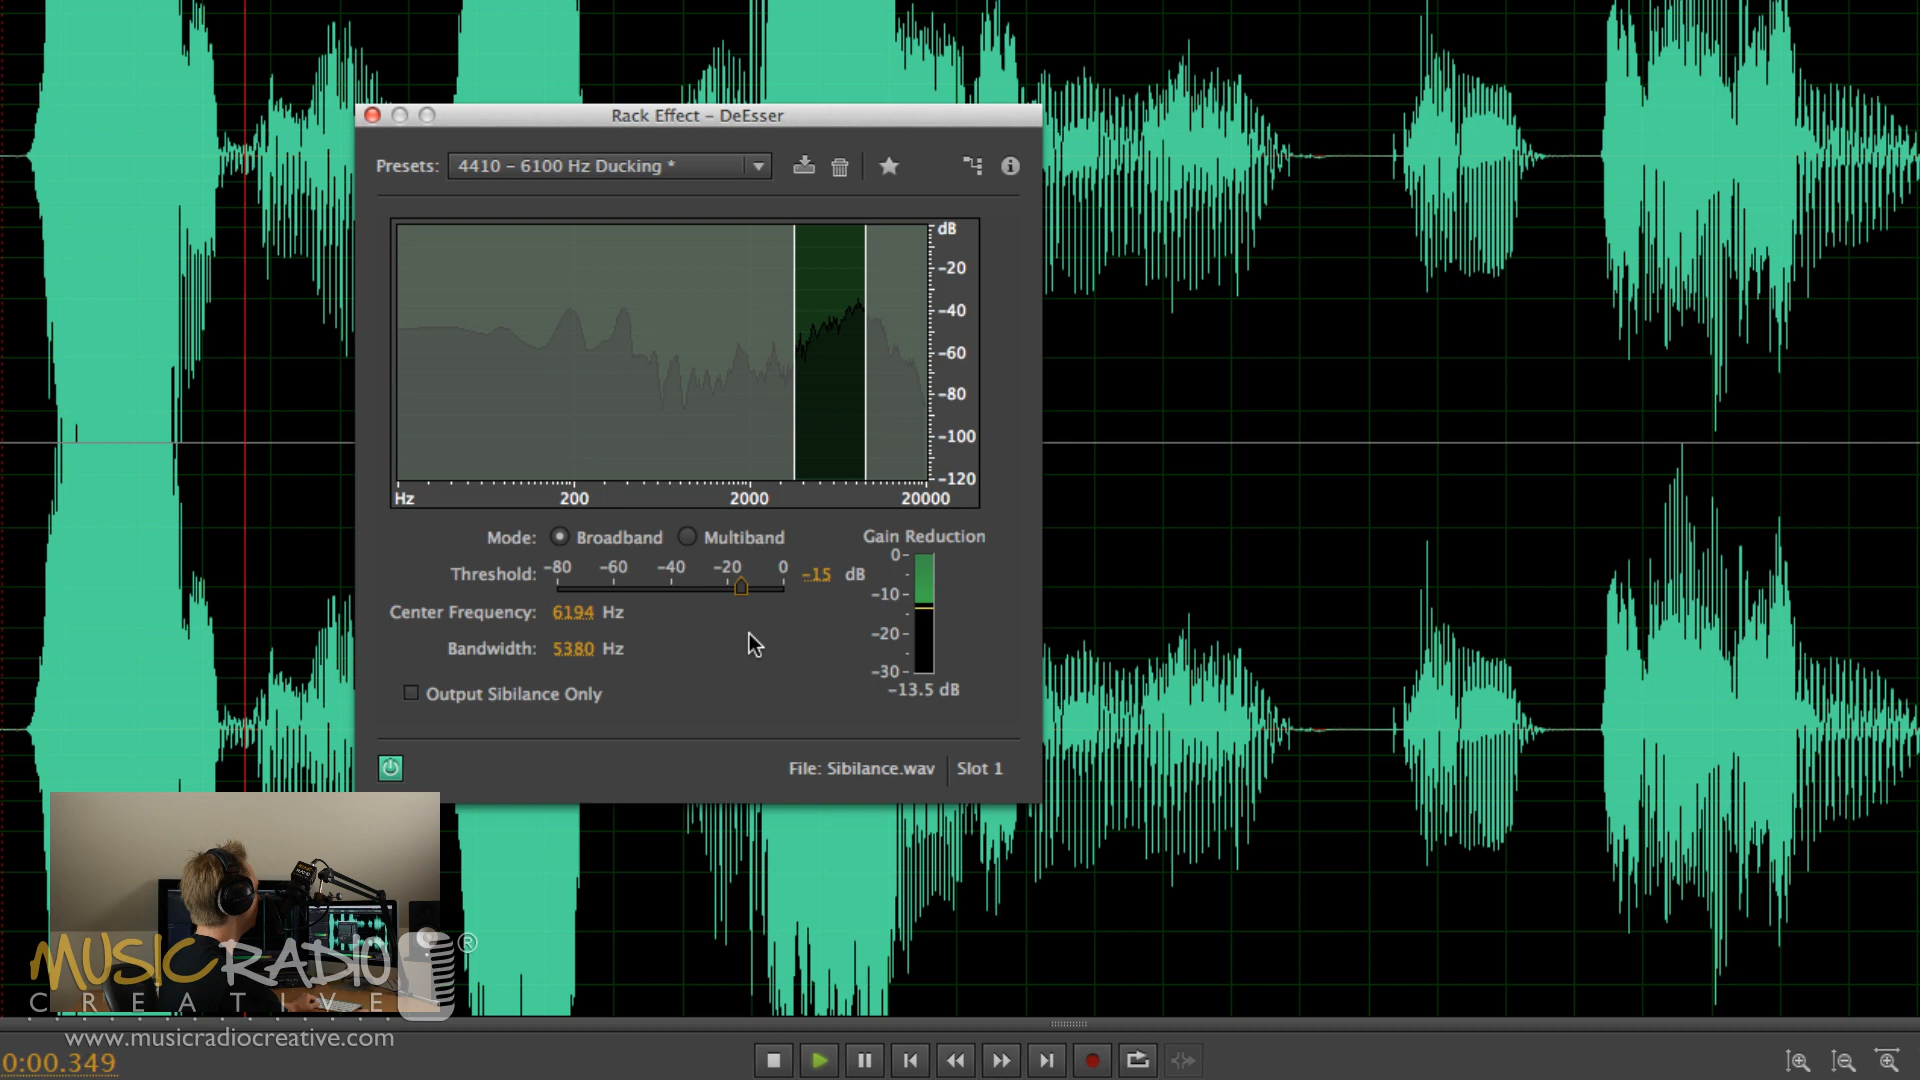 Rack Effect – DeEsser
Presets: 4410 – 6100 Hz Ducking *
dB
-20
-40
-60
-80
-100
-120
Hz 200 2000 20000
Mode: Broadband Multiband
Gain Reduction
Threshold: -80 -60 -40 -20 0 -15 dB
0-
-10-
-20-
-30-
-13.5 dB
Center Frequency: 6194 Hz
Bandwidth: 5380 Hz
Output Sibilance Only
File: Sibilance.wav Slot 1
MUSIC RADIO ®
CREATIVE
www.musicradiocreative.com
0:00.349